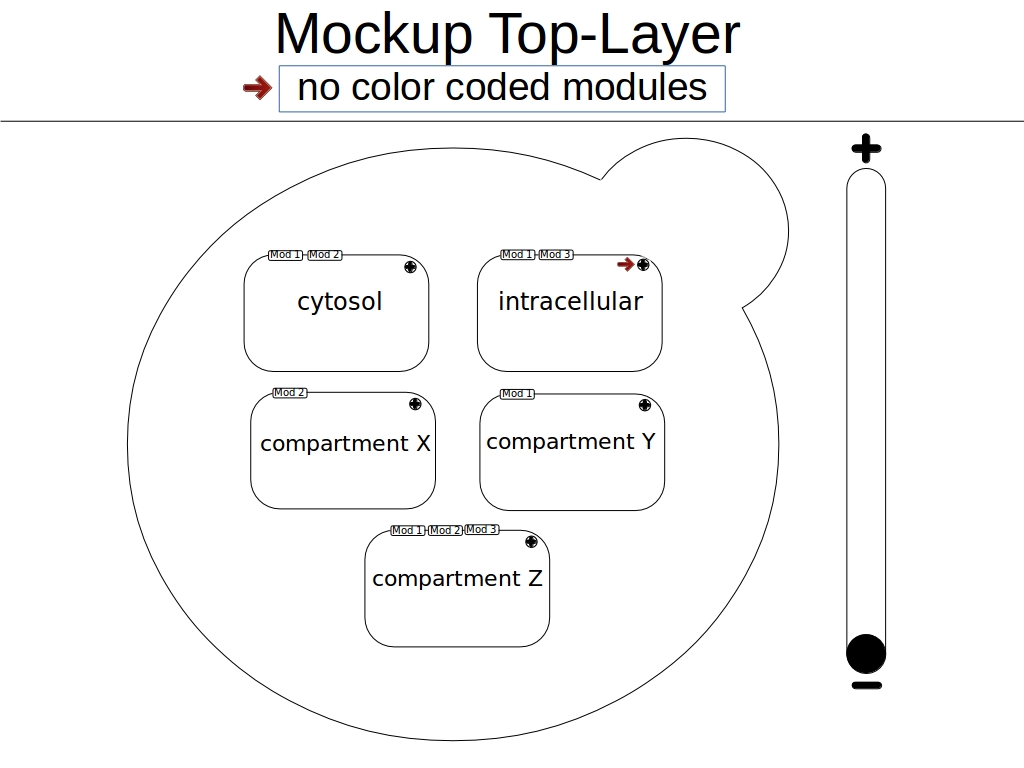 Mockup Top-Layer
no color coded modules
Mod 1 Mod 2
cytosol
Mod 1 Mod 3
intracellular
Mod 2
compartment X
Mod 1
compartment Y
Mod 1 Mod 2 Mod 3
compartment Z